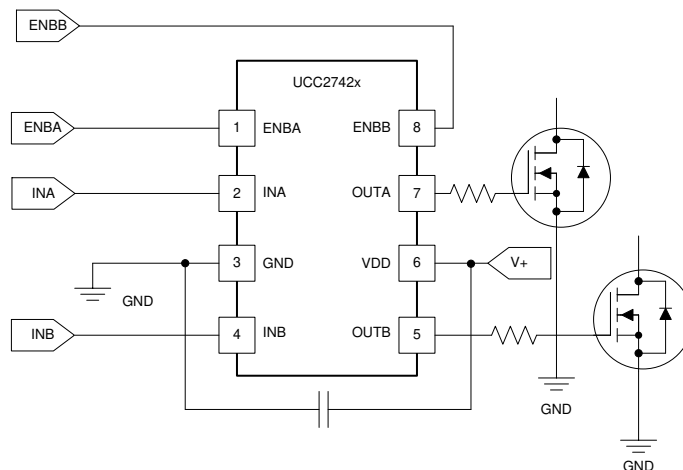 ENBB
UCC2742x
ENBA
1
ENBA
ENBB
8
INA
2
INA
OUTA
7
3
GND
VDD
6
V+
GND
INB
4
INB
OUTB
5
GND
GND